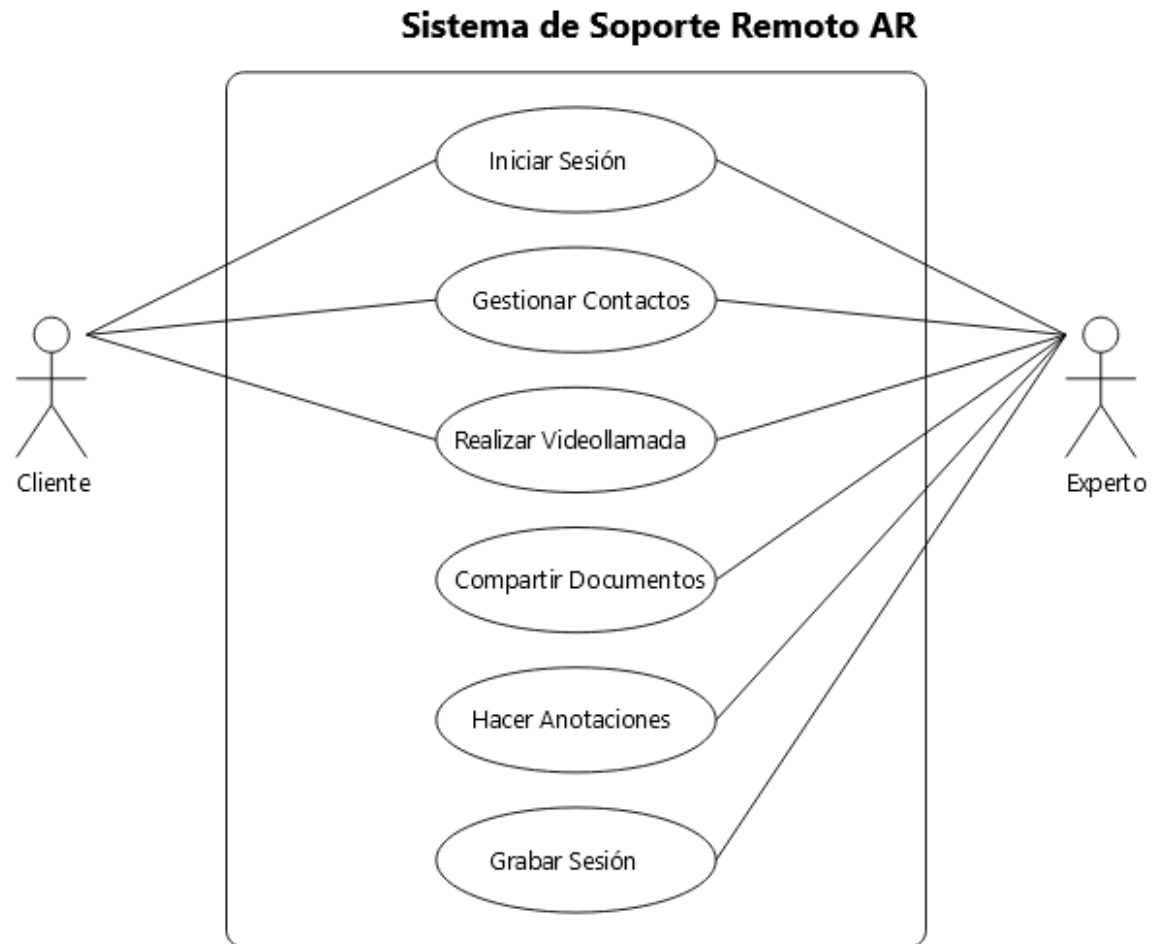 Sistema de Soporte Remoto AR
Iniciar Sesión
Gestionar Contactos
Realizar Videollamada
Cliente
Experto
Compartir Documentos
Hacer Anotaciones
Grabar Sesión